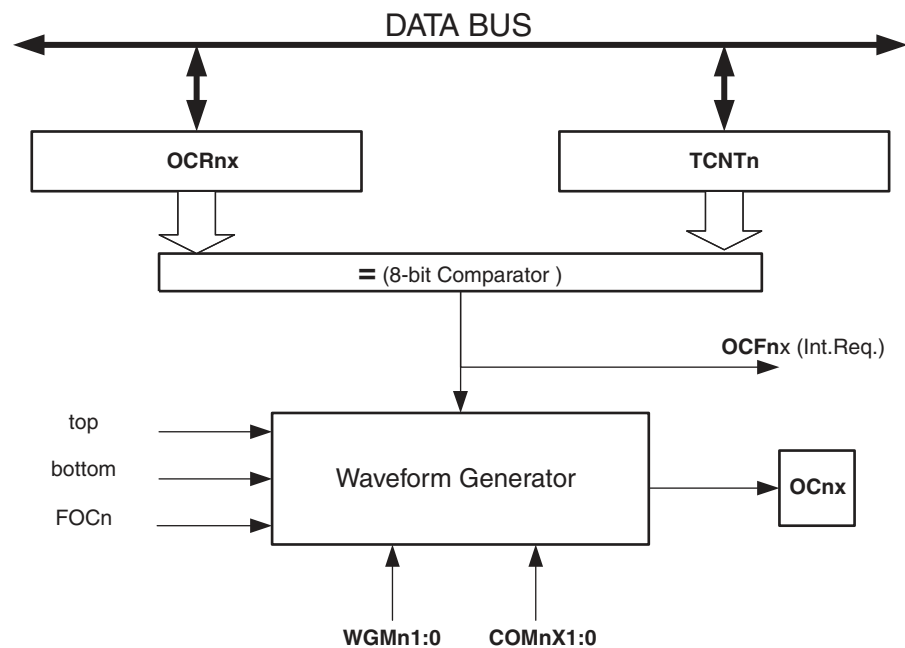 DATA BUS
OCRnx
TCNTn
= (8-bit Comparator )
OCFnx (Int.Req.)
top
bottom
FOCn
Waveform Generator
OCnx
WGMn1:0
COMnX1:0